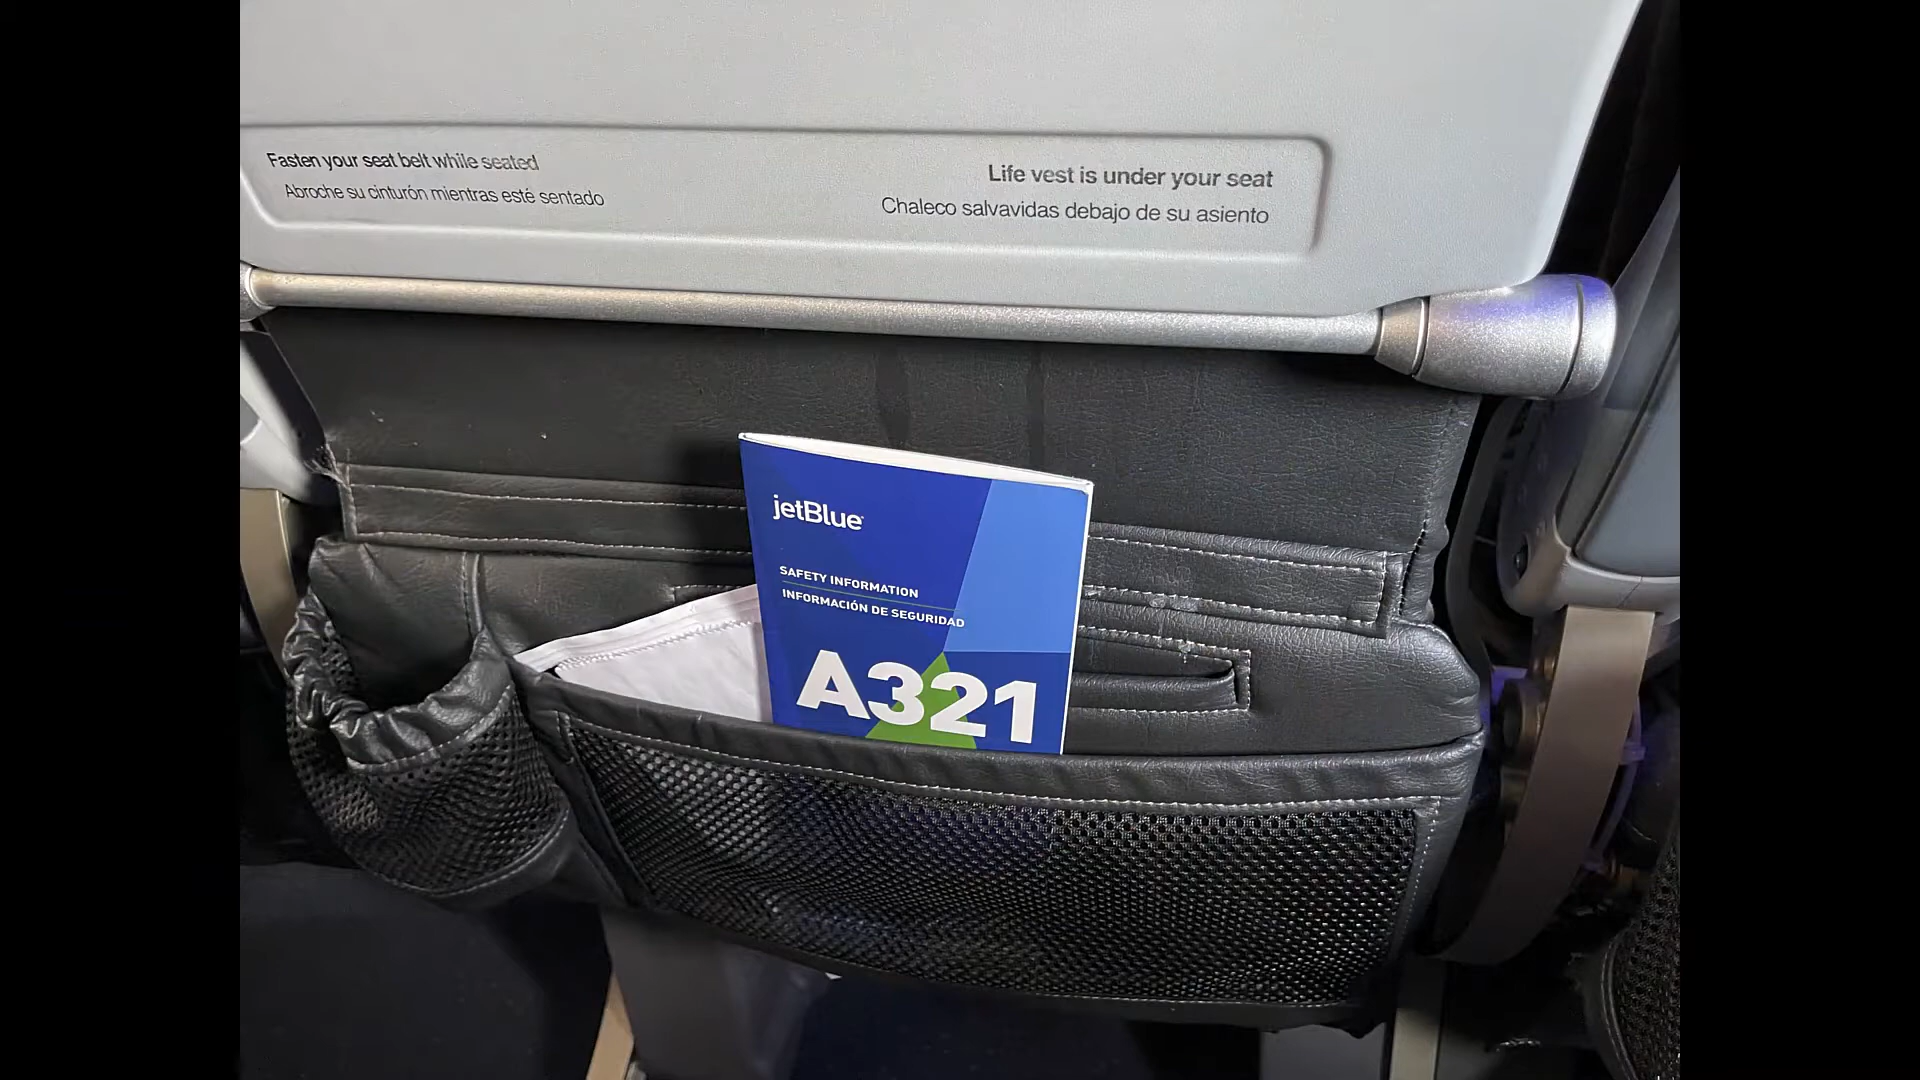 Fasten your seat belt while seated
Abroche su cinturón mientras esté sentado
Life vest is under your seat
Chaleco salvavidas debajo de su asiento
jetBlue
SAFETY INFORMATION
INFORMACIÓN DE SEGURIDAD
A321